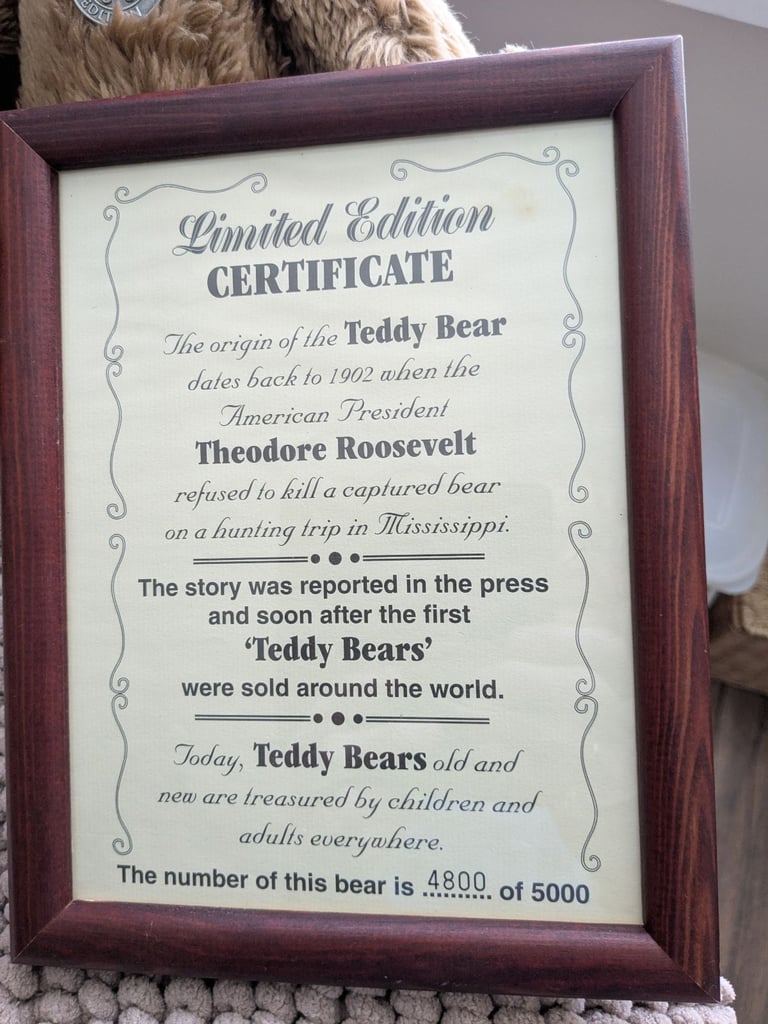 EDITION
Limited Edition
CERTIFICATE
The origin of the Teddy Bear
dates back to 1902 when the
American President
Theodore Roosevelt
refused to kill a captured bear
on a hunting trip in Mississippi.
The story was reported in the press
and soon after the first
‘Teddy Bears’
were sold around the world.
Today, Teddy Bears old and
new are treasured by children and
adults everywhere.
The number of this bear is 4800 of 5000